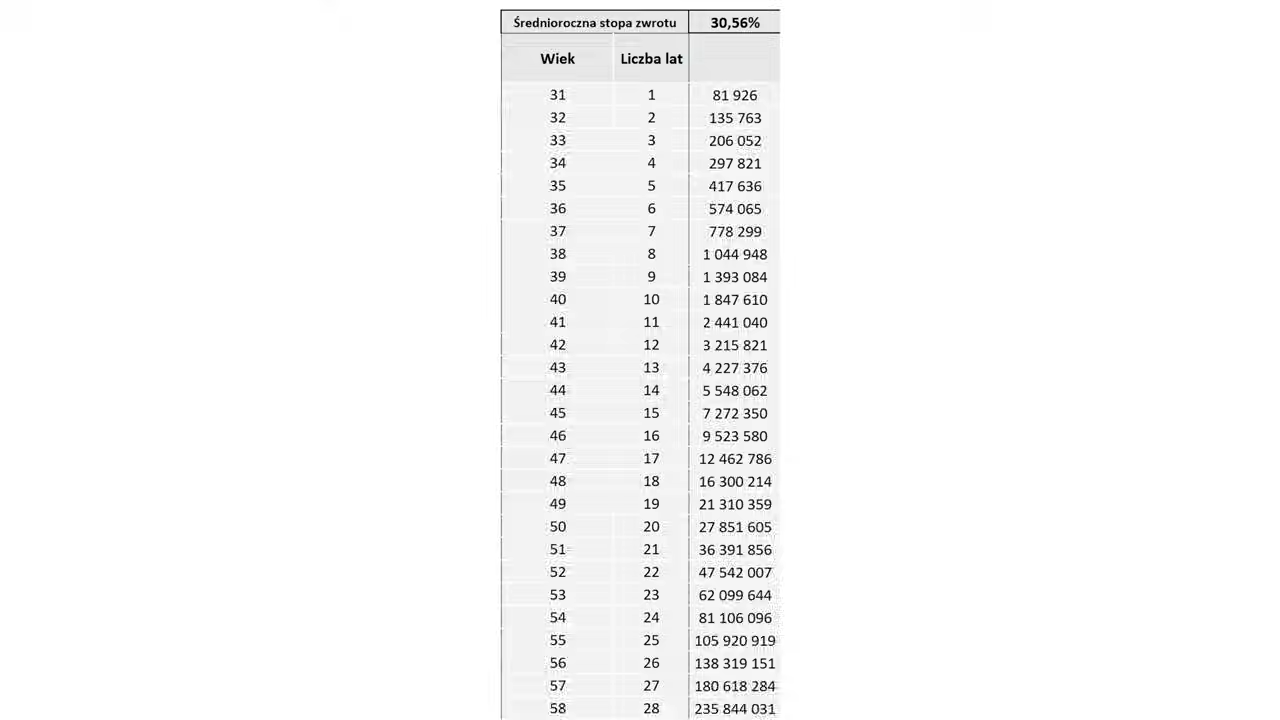 Średnioroczna stopa zwrotu 30,56%
Wiek Liczba lat
31 1 81 926
32 2 135 763
33 3 206 052
34 4 297 821
35 5 417 636
36 6 574 065
37 7 778 299
38 8 1 044 948
39 9 1 393 084
40 10 1 847 610
41 11 2 441 040
42 12 3 215 821
43 13 4 227 376
44 14 5 548 062
45 15 7 272 350
46 16 9 523 580
47 17 12 462 786
48 18 16 300 214
49 19 21 310 359
50 20 27 851 605
51 21 36 391 856
52 22 47 542 007
53 23 62 099 644
54 24 81 106 096
55 25 105 920 919
56 26 138 319 151
57 27 180 618 284
58 28 235 844 031